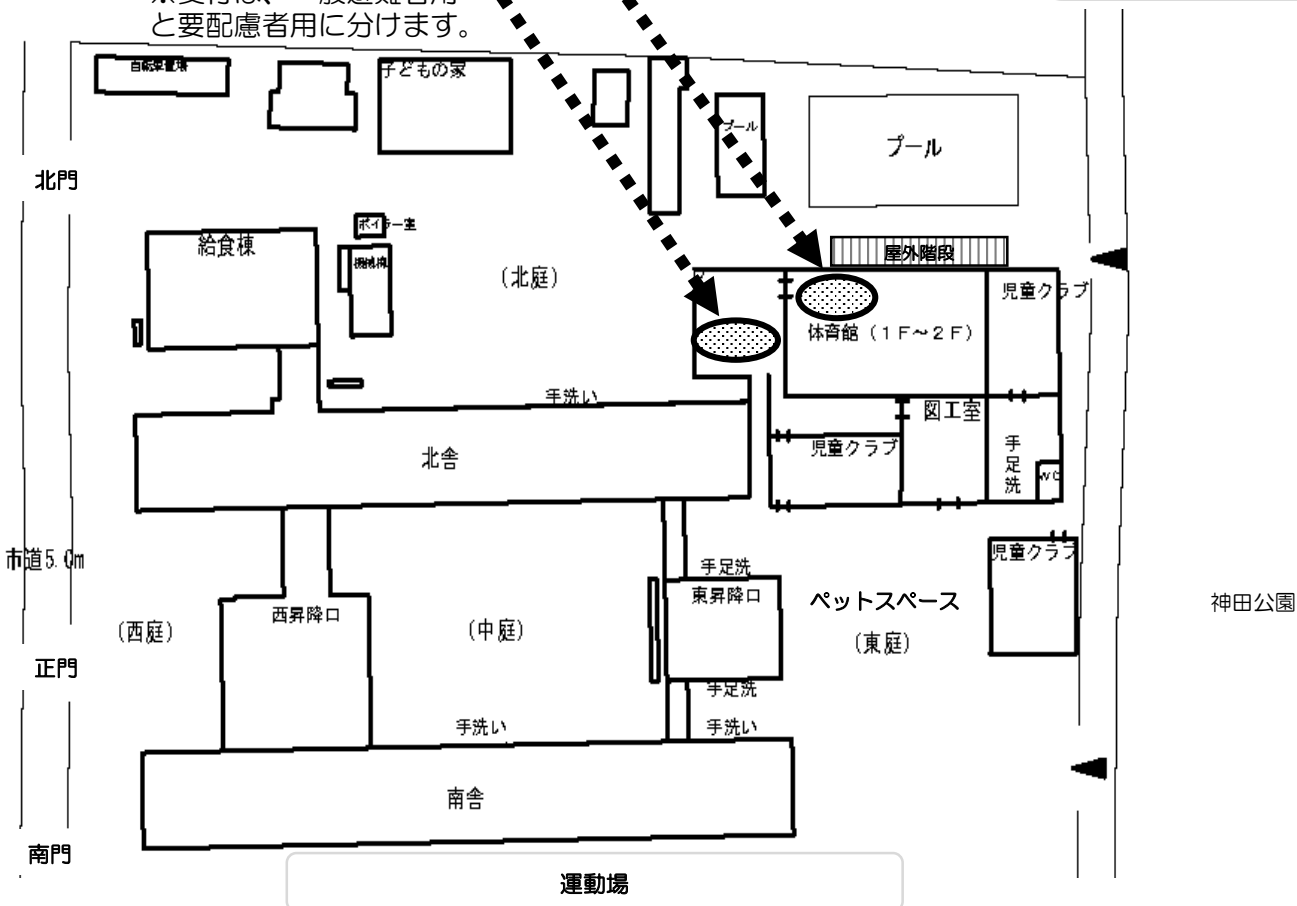 と要配慮者用に分けます。
自転車置場
子どもの家
プール
プール
北門
ボイラー室
給食棟
機械棟
(北庭)
屋外階段
児童クラブ
体育館(1F~2F)
手洗い
図工室
北舎
児童クラブ
手足洗
WC
市道5.0m
手足洗
児童クラブ
西昇降口
東昇降口
ペットスペース
神田公園
(西庭)
(中庭)
(東庭)
正門
手足洗
手洗い
手洗い
南舎
南門
運動場